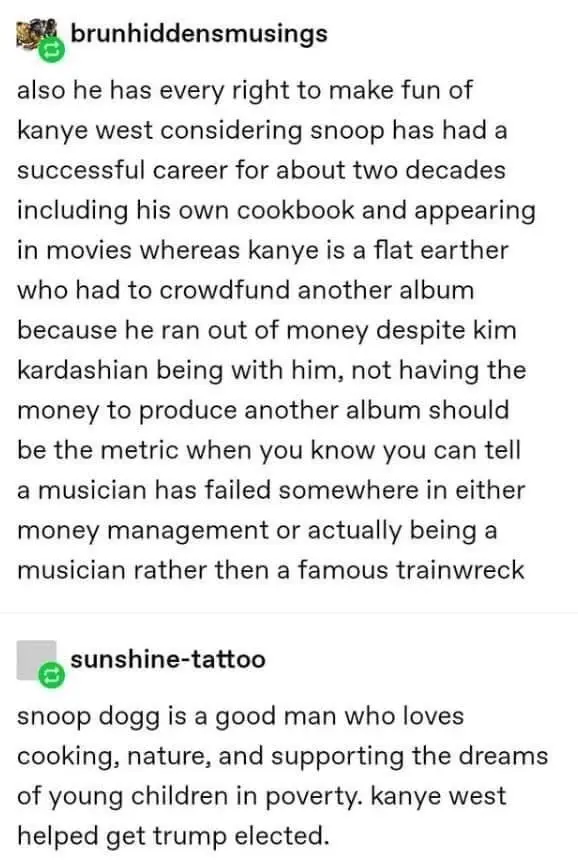 brunhiddensmusings
also he has every right to make fun of
kanye west considering snoop has had a
successful career for about two decades
including his own cookbook and appearing
in movies whereas kanye is a flat earther
who had to crowdfund another album
because he ran out of money despite kim
kardashian being with him, not having the
money to produce another album should
be the metric when you know you can tell
a musician has failed somewhere in either
money management or actually being a
musician rather then a famous trainwreck
sunshine-tattoo
snoop dogg is a good man who loves
cooking, nature, and supporting the dreams
of young children in poverty. kanye west
helped get trump elected.